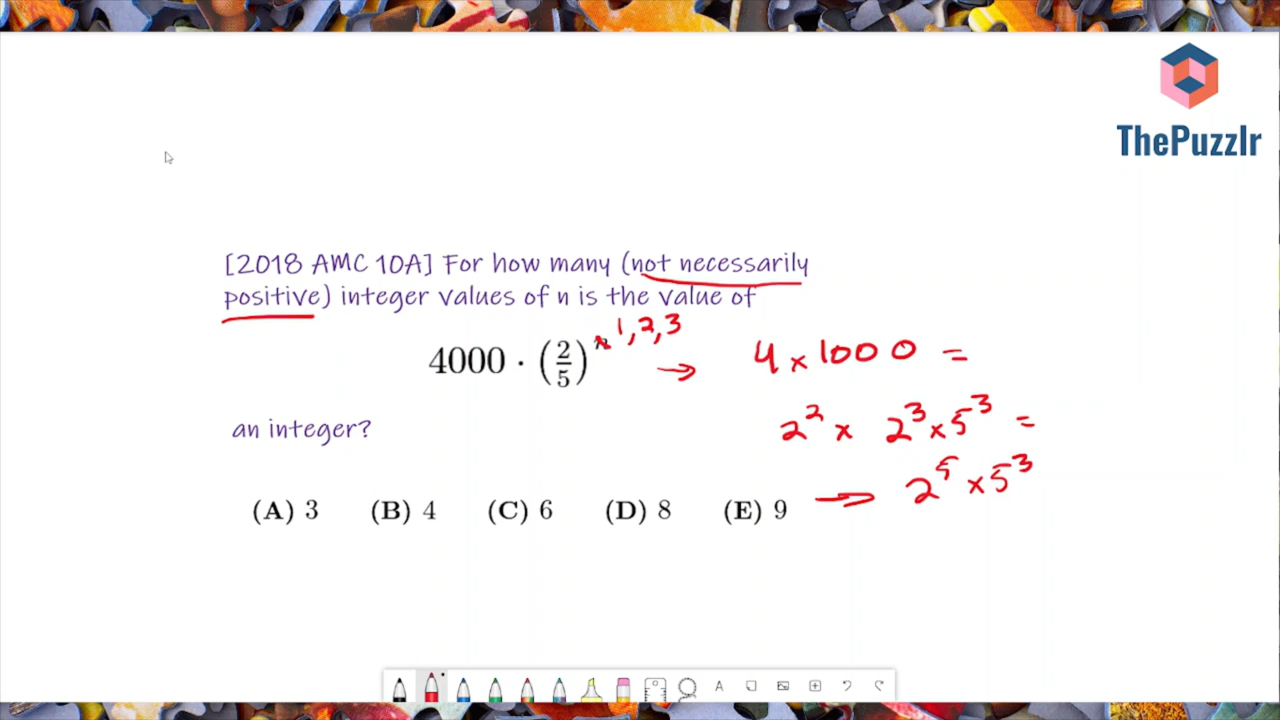 ThePuzzlr
[2018 AMC 10A] For how many (not necessarily
positive) integer values of n is the value of
4000 · (2/5)^n 1, 2, 3 → 4 x 1000 =
2^2 x 2^3 x 5^3 =
an integer?
(A) 3 (B) 4 (C) 6 (D) 8 (E) 9 → 2^5 x 5^3
A